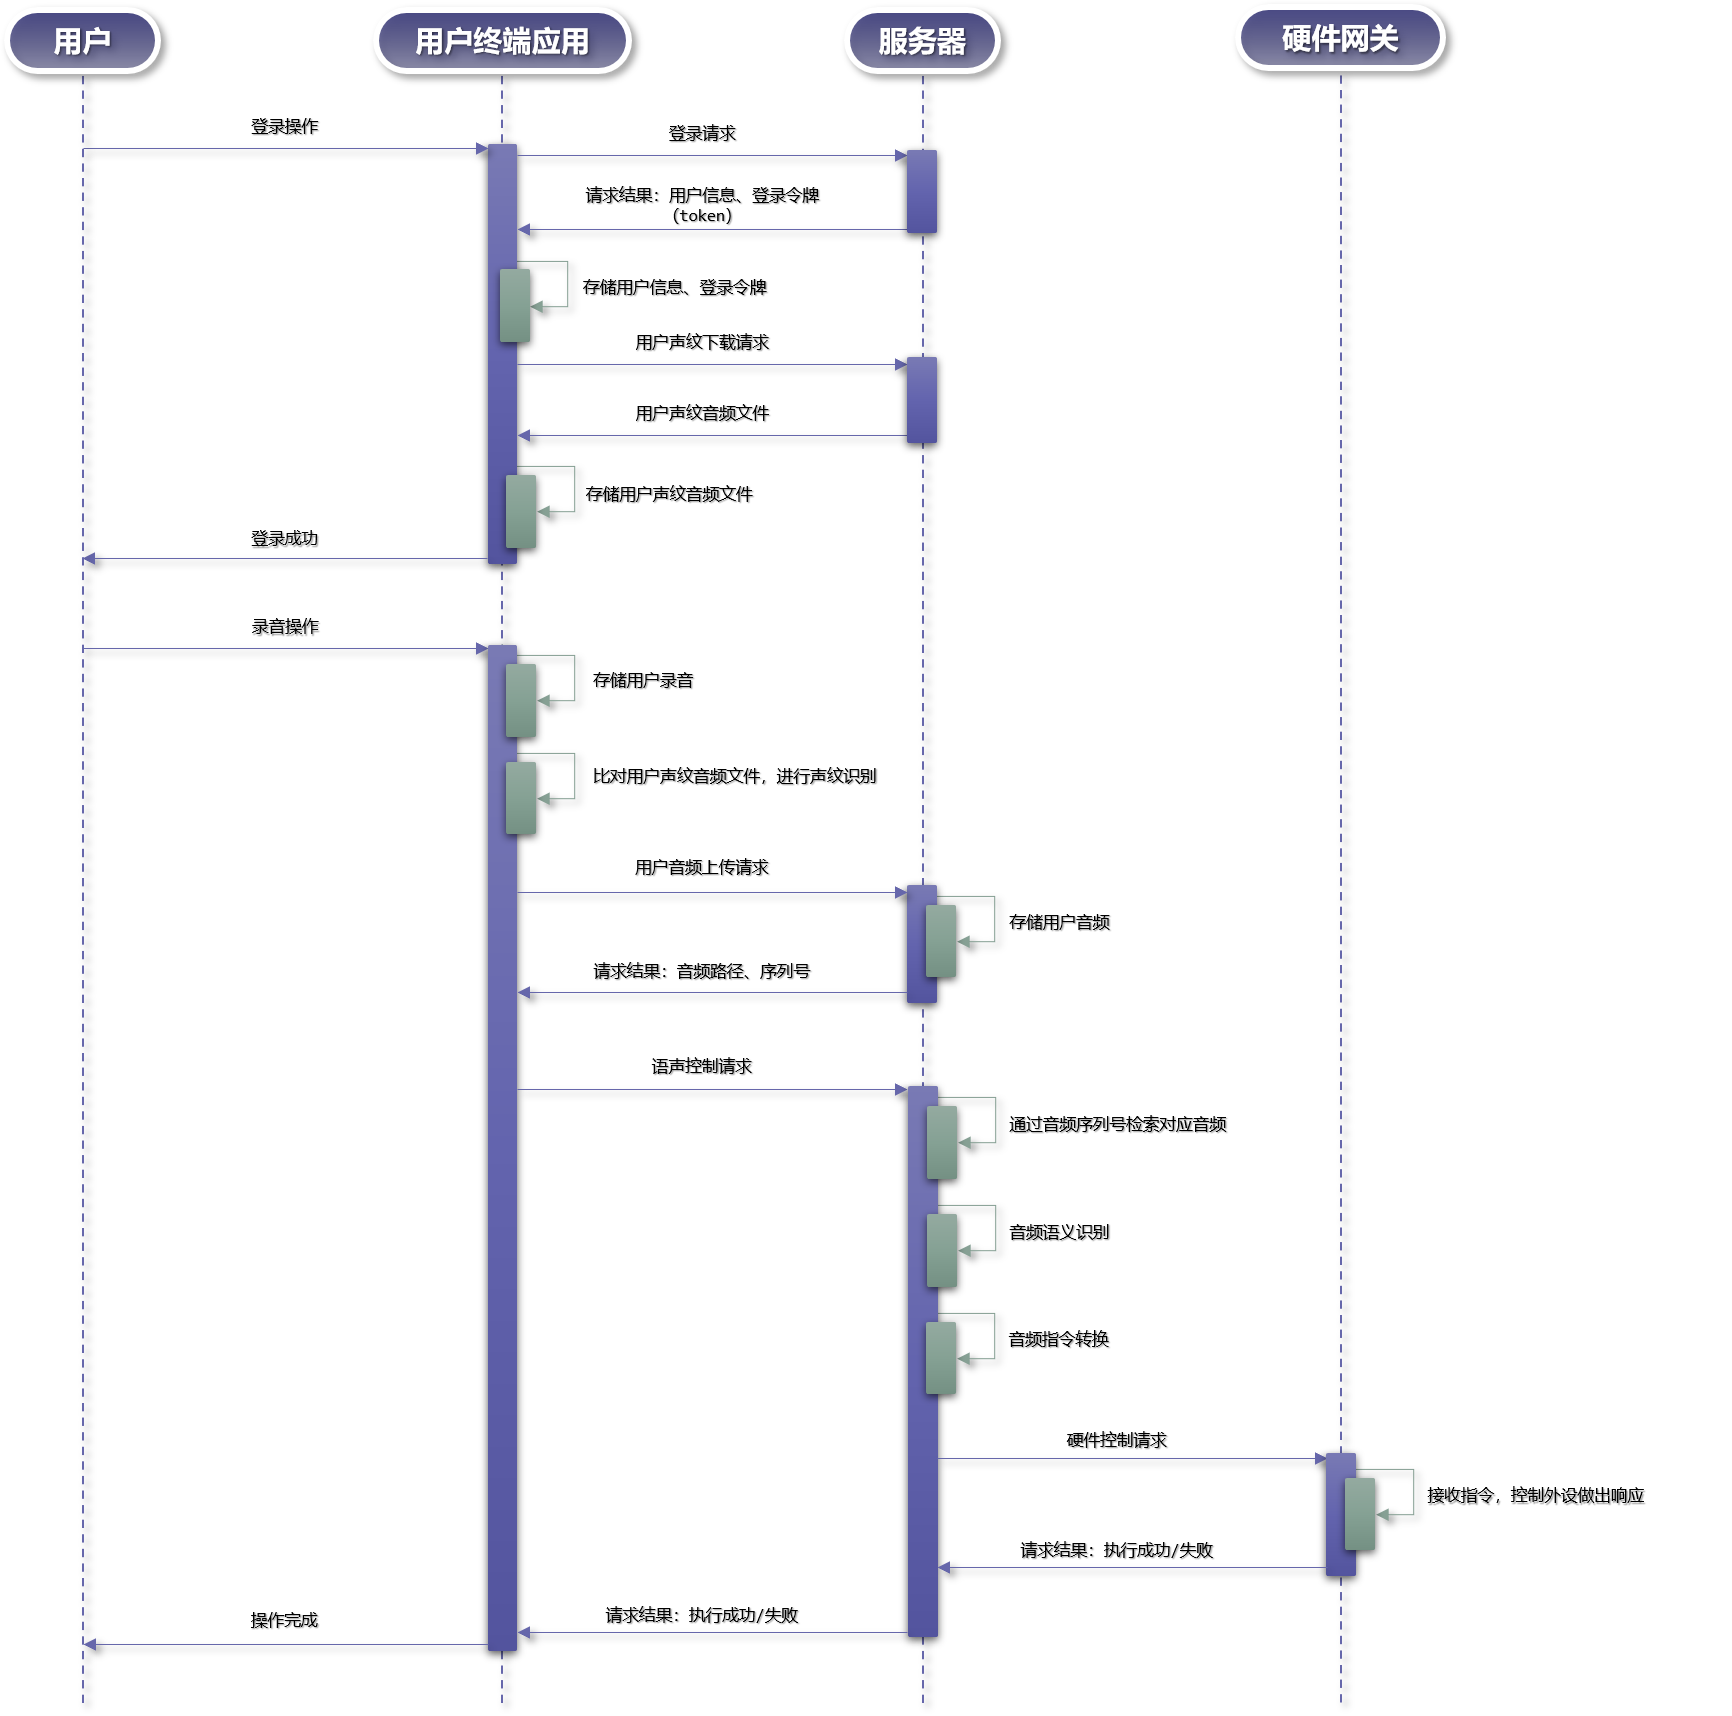 用户
用户终端应用
服务器
硬件网关
登录操作
登录请求
请求结果：用户信息、登录令牌
（token）
存储用户信息、登录令牌
用户声纹下载请求
用户声纹音频文件
存储用户声纹音频文件
登录成功
录音操作
存储用户录音
比对用户声纹音频文件，进行声纹识别
用户音频上传请求
存储用户音频
请求结果：音频路径、序列号
语声控制请求
通过音频序列号检索对应音频
音频语义识别
音频指令转换
硬件控制请求
接收指令，控制外设做出响应
请求结果：执行成功/失败
请求结果：执行成功/失败
操作完成